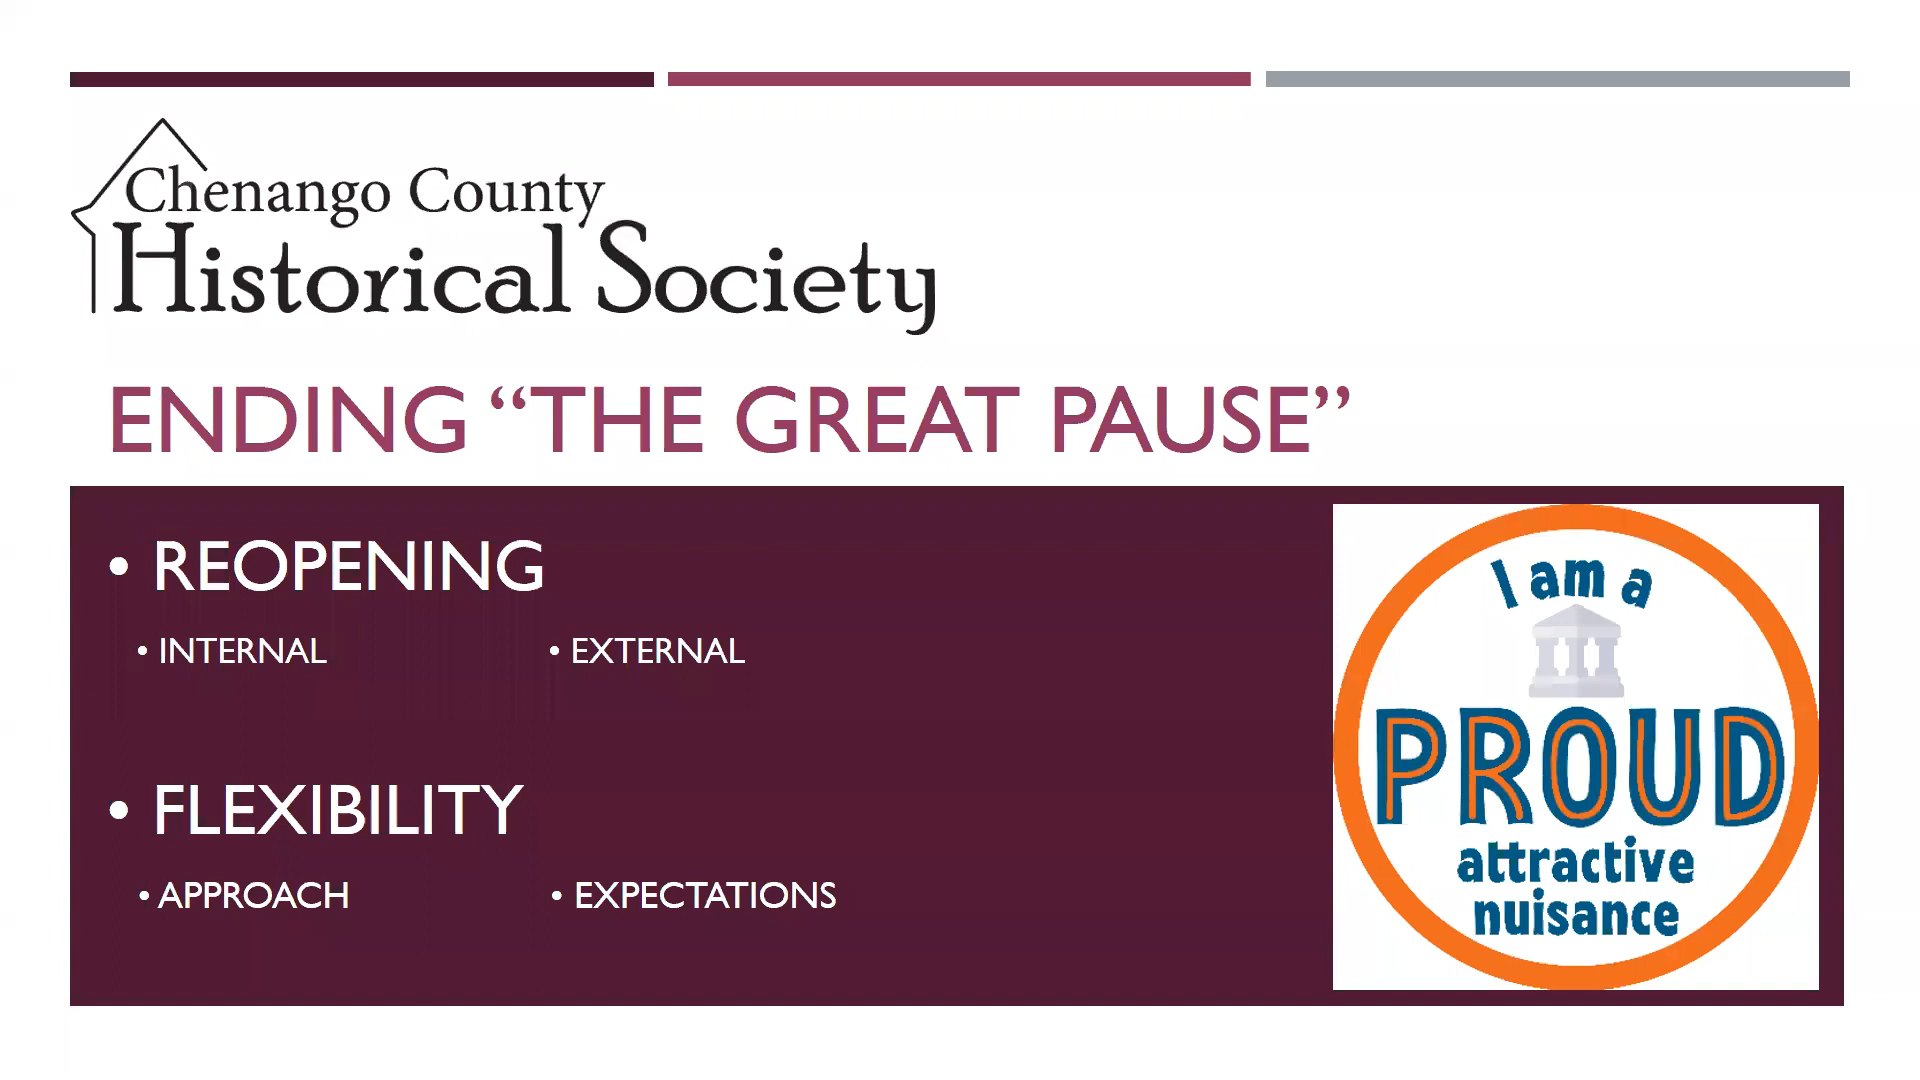 Chenango County
Historical Society
ENDING “THE GREAT PAUSE”
• REOPENING
• INTERNAL • EXTERNAL
• FLEXIBILITY
• APPROACH • EXPECTATIONS
I am a
PROUD
attractive
nuisance